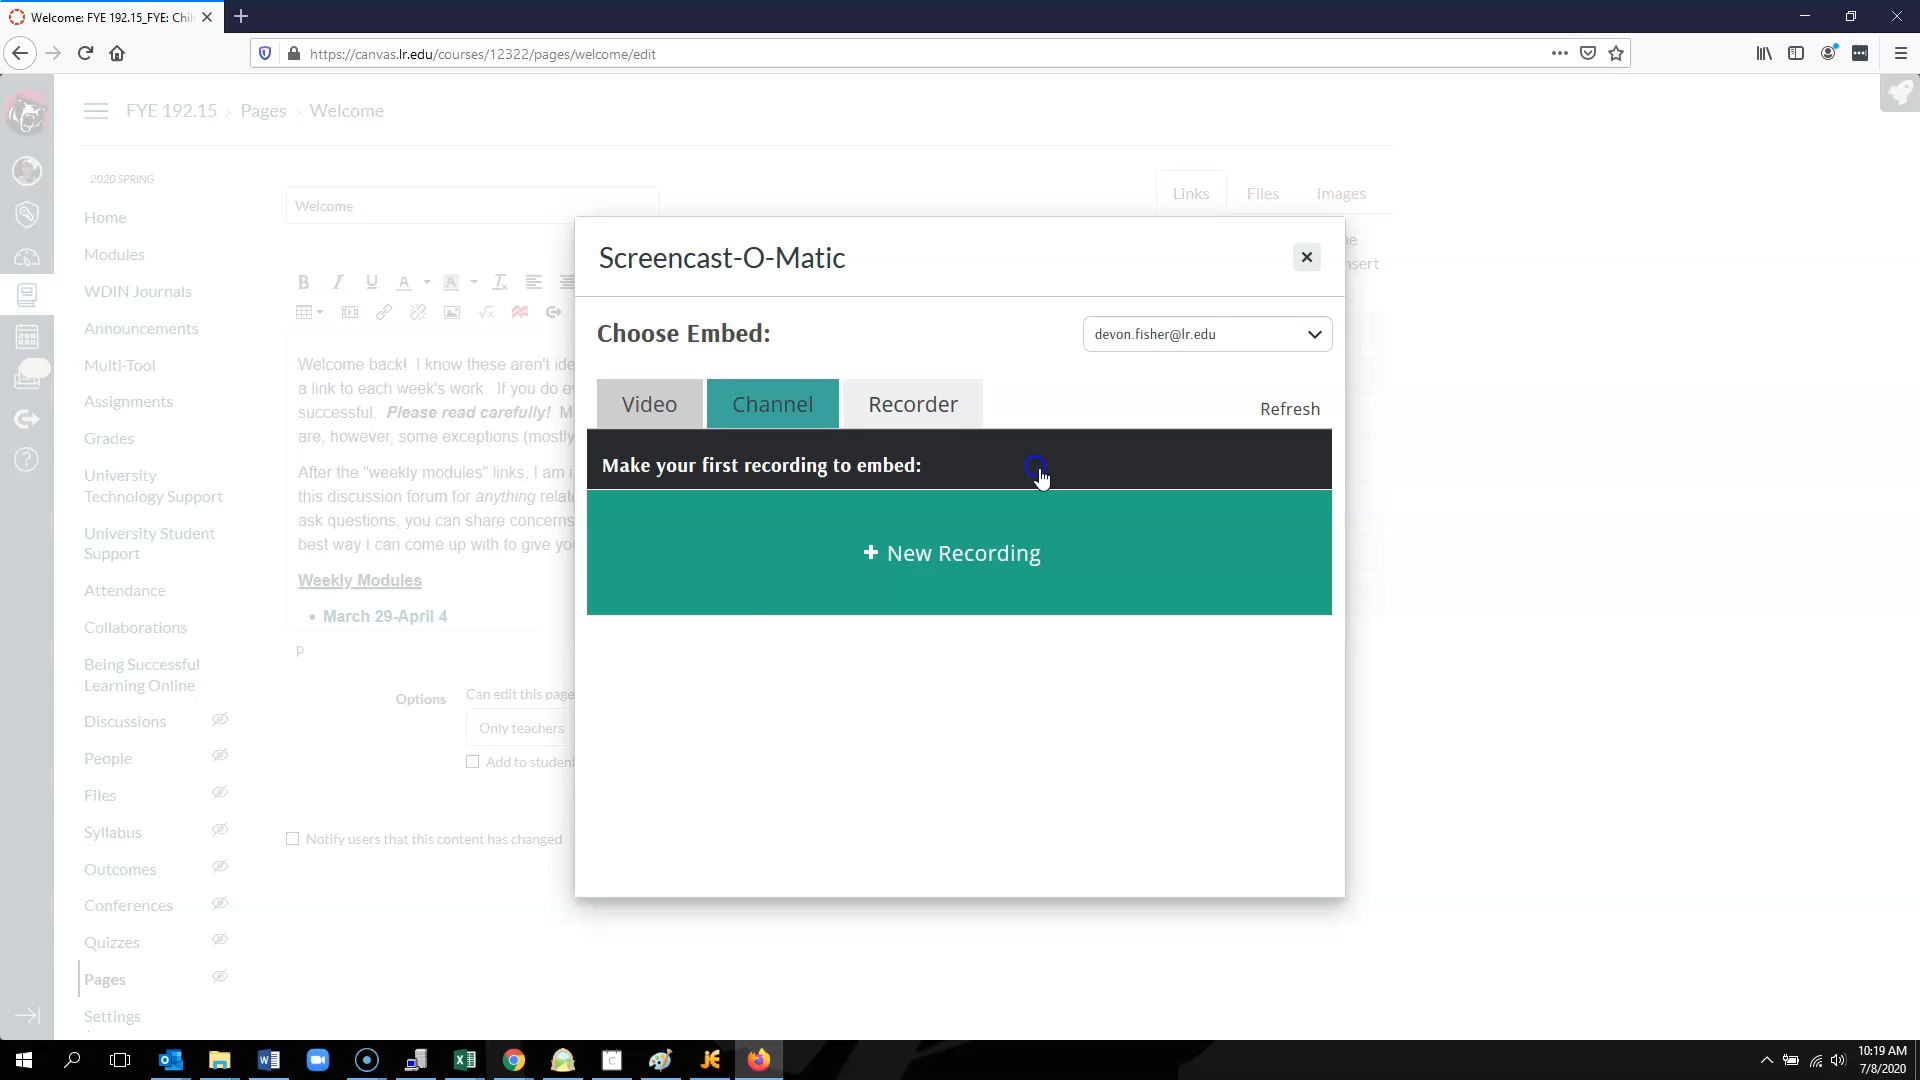 Welcome: FYE 192.15_FYE: Chil
https://canvas.lr.edu/courses/12322/pages/welcome/edit
FYE 192.15 › Pages › Welcome
2020 SPRING
Home
Modules
WDIN Journals
Announcements
Multi-Tool
Assignments
Grades
University
Technology Support
University Student
Support
Attendance
Collaborations
Being Successful
Learning Online
Discussions
People
Files
Syllabus
Outcomes
Conferences
Quizzes
Pages
Settings
Welcome
Links Files Images
nsert
Welcome back! I know these aren't ide
a link to each week's work. If you do ev
successful. Please read carefully! M
are, however, some exceptions (mostly
After the "weekly modules" links, I am i
this discussion forum for anything relat
ask questions, you can share concerns
best way I can come up with to give you
Weekly Modules
• March 29-April 4
p
Options
Can edit this page
Only teachers
Add to student
Notify users that this content has changed
Screencast-O-Matic
Choose Embed:
devon.fisher@lr.edu
Video Channel Recorder
Refresh
Make your first recording to embed:
+ New Recording
10:19 AM
7/8/2020